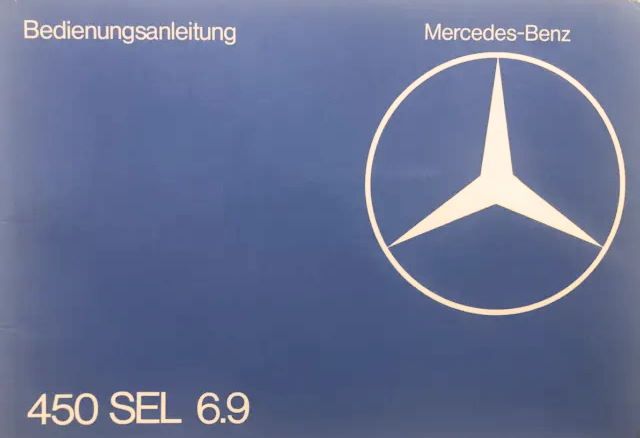 Bedienungsanleitung
Mercedes-Benz
450 SEL 6.9